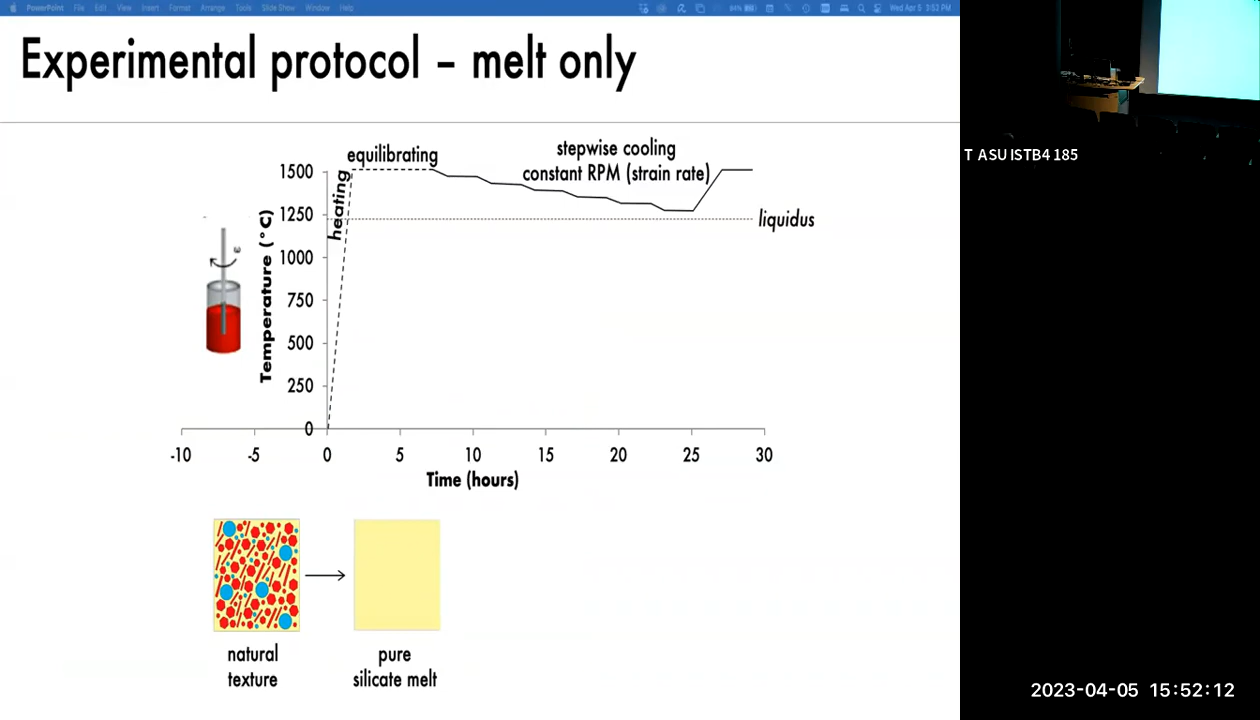 PowerPoint File Edit View Insert Format Arrange Tools Slide Show Window Help
Wed Apr 5 3:52 PM
Experimental protocol – melt only
equilibrating
stepwise cooling
constant RPM (strain rate)
heating
liquidus
Temperature (°C)
1500
1250
1000
750
500
250
0
-10 -5 0 5 10 15 20 25 30
Time (hours)
natural
texture
pure
silicate melt
T ASU ISTB4 185
2023-04-05 15:52:12